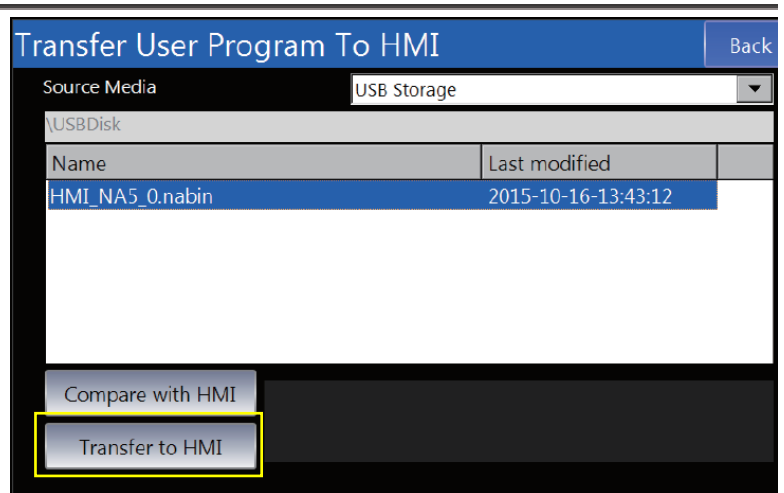 Transfer User Program To HMI Back
Source Media USB Storage
\USBDisk
Name Last modified
HMI_NA5_0.nabin 2015-10-16-13:43:12
Compare with HMI
Transfer to HMI